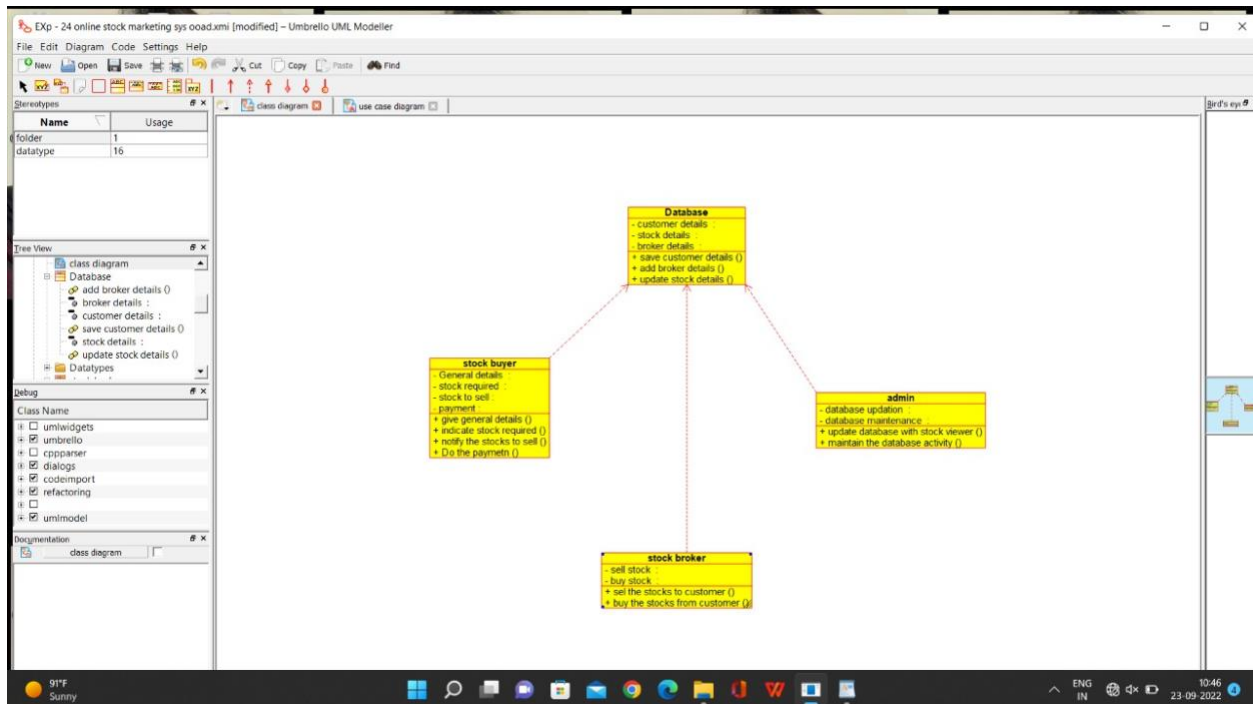 EXp - 24 online stock marketing sys ooad.xmi [modified] – Umbrello UML Modeller
File Edit Diagram Code Settings Help
New Open Save Cut Copy Paste Find
Stereotypes
class diagram use case diagram
Name Usage
folder 1
datatype 16
Tree View
class diagram
Database
add broker details ()
broker details :
customer details :
save customer details ()
stock details :
update stock details ()
Datatypes
Debug
Class Name
umlwidgets
umbrello
cppparser
dialogs
codeimport
refactoring
umlmodel
Documentation
class diagram
Database
- customer details :
- stock details :
- broker details :
+ save customer details ()
+ add broker details ()
+ update stock details ()
stock buyer
- General details :
- stock required :
- stock to sell :
- payment :
+ give general details ()
+ indicate stock required ()
+ notify the stocks to sell ()
+ Do the paymetn ()
admin
- database updation :
- database maintenance :
+ update database with stock viewer ()
+ maintain the database activity ()
stock broker
- sell stock :
- buy stock :
+ sel the stocks to customer ()
+ buy the stocks from customer ()
Bird's eye
91°F
Sunny
ENG
IN
10:46
23-09-2022
4